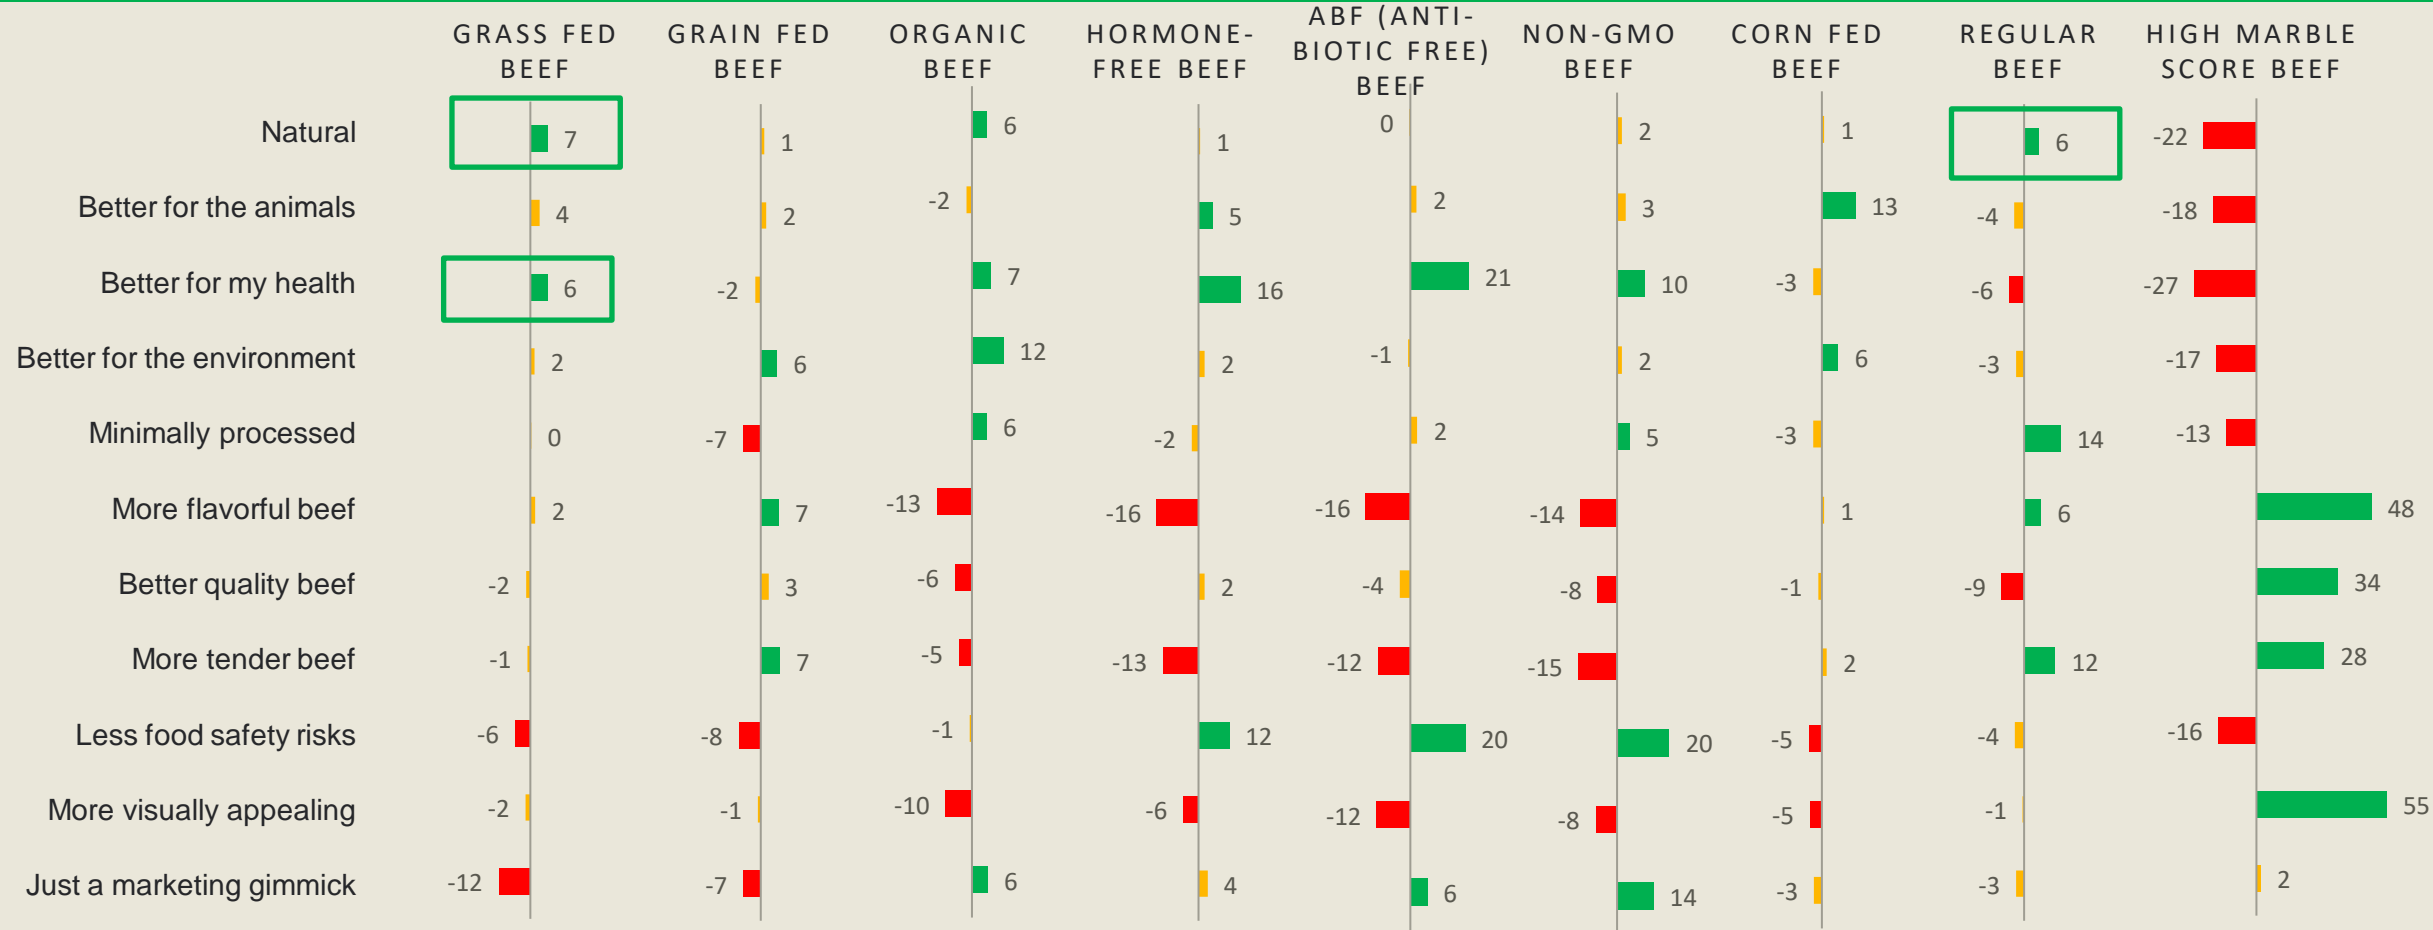 GRASS FED
BEEF
GRAIN FED
BEEF
ORGANIC
BEEF
HORMONE-
FREE BEEF
ABF (ANTI-
BIOTIC FREE)
BEEF
NON-GMO
BEEF
CORN FED
BEEF
REGULAR
BEEF
HIGH MARBLE
SCORE BEEF
Natural 7 1 6 1 0 2 1 6 -22
Better for the animals 4 2 -2 5 2 3 13 -4 -18
Better for my health 6 -2 7 16 21 10 -3 -6 -27
Better for the environment 2 6 12 2 -1 2 6 -3 -17
Minimally processed 0 -7 6 -2 2 5 -3 14 -13
More flavorful beef 2 7 -13 -16 -16 -14 1 6 48
Better quality beef -2 3 -6 2 -4 -8 -1 -9 34
More tender beef -1 7 -5 -13 -12 -15 2 12 28
Less food safety risks -6 -8 -1 12 20 20 -5 -4 -16
More visually appealing -2 -1 -10 -6 -12 -8 -5 -1 55
Just a marketing gimmick -12 -7 6 4 6 14 -3 -3 2